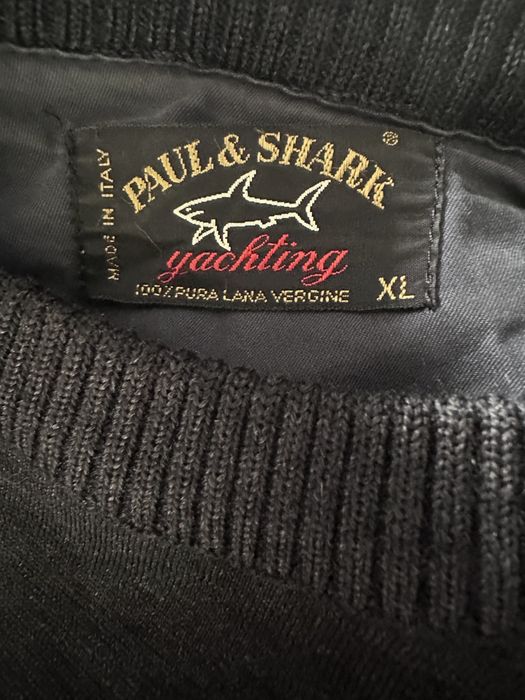 PAUL & SHARK ®
MADE IN ITALY
yachting
100% PURA LANA VERGINE
XL